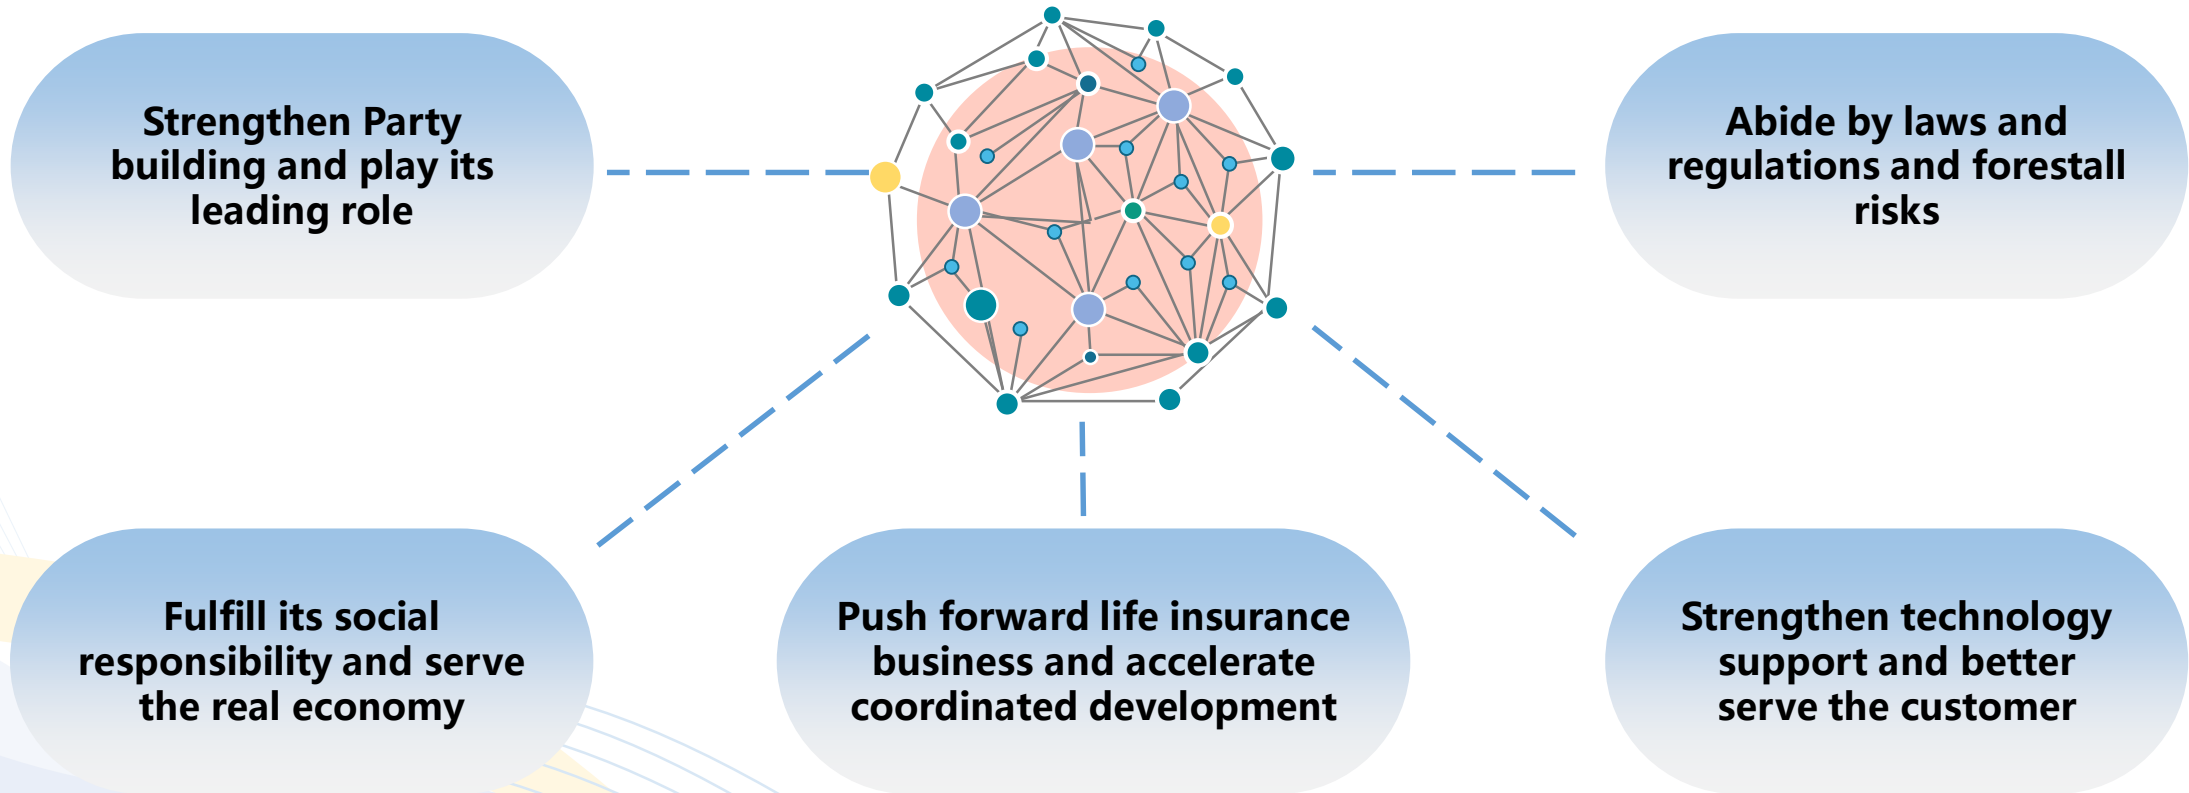 Strengthen Party
building and play its
leading role
Abide by laws and
regulations and forestall
risks
Fulfill its social
responsibility and serve
the real economy
Push forward life insurance
business and accelerate
coordinated development
Strengthen technology
support and better
serve the customer